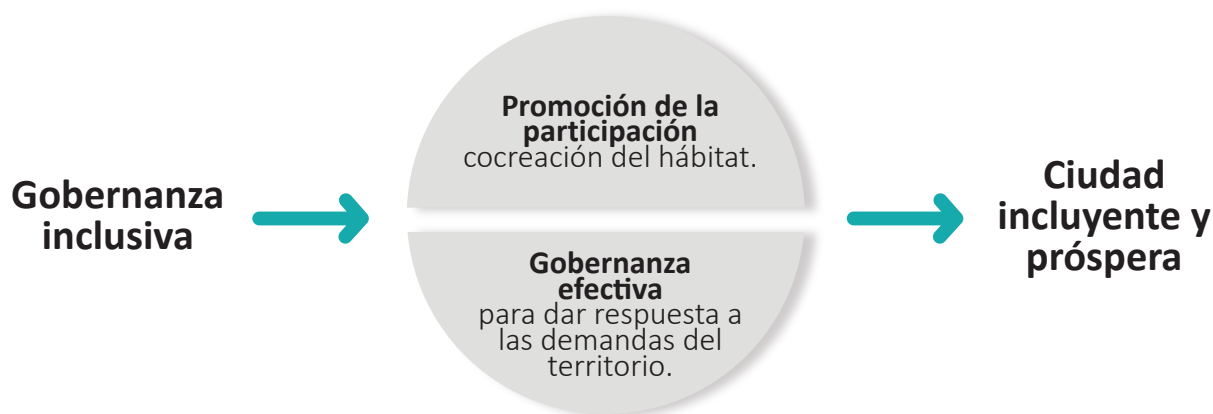 Gobernanza
inclusiva
Promoción de la
participación
cocreación del hábitat.
Gobernanza
efectiva
para dar respuesta a
las demandas del
territorio.
Ciudad
incluyente y
próspera